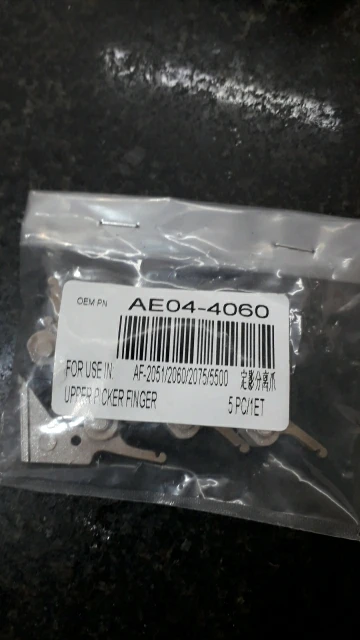 OEM PN AE04-4060
FOR USE IN: AF-2051/2060/2075/5500 定影分离爪
UPPER PICKER FINGER 5 PC/1ET